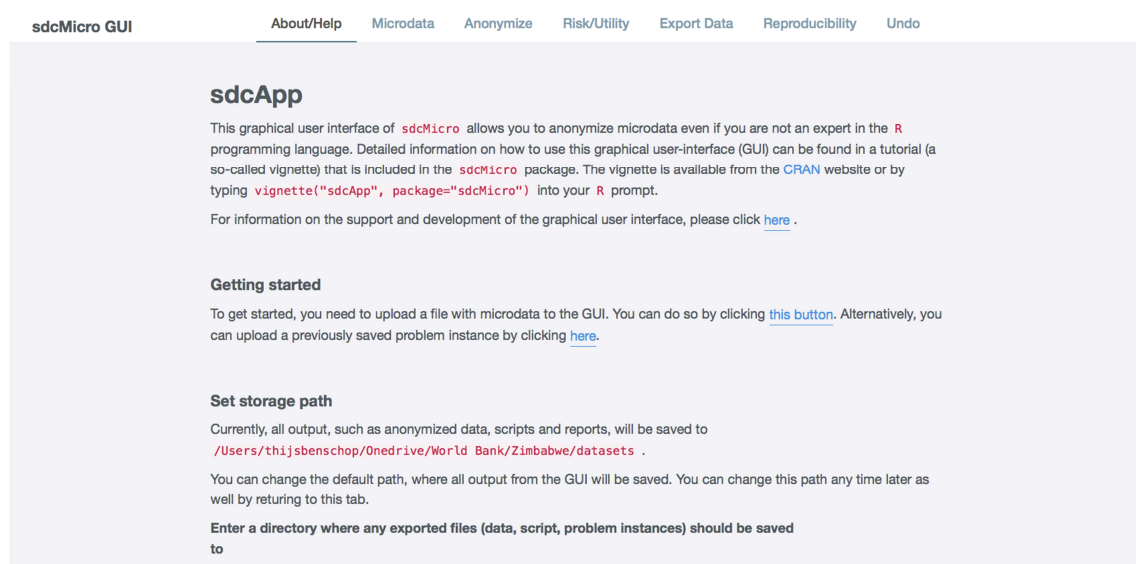 sdcMicro GUI
About/Help Microdata Anonymize Risk/Utility Export Data Reproducibility Undo
sdcApp
This graphical user interface of sdcMicro allows you to anonymize microdata even if you are not an expert in the R
programming language. Detailed information on how to use this graphical user-interface (GUI) can be found in a tutorial (a
so-called vignette) that is included in the sdcMicro package. The vignette is available from the CRAN website or by
typing vignette("sdcApp", package="sdcMicro") into your R prompt.
For information on the support and development of the graphical user interface, please click here .
Getting started
To get started, you need to upload a file with microdata to the GUI. You can do so by clicking this button. Alternatively, you
can upload a previously saved problem instance by clicking here.
Set storage path
Currently, all output, such as anonymized data, scripts and reports, will be saved to
/Users/thijsbenschop/Onedrive/World Bank/Zimbabwe/datasets .
You can change the default path, where all output from the GUI will be saved. You can change this path any time later as
well by returing to this tab.
Enter a directory where any exported files (data, script, problem instances) should be saved
to